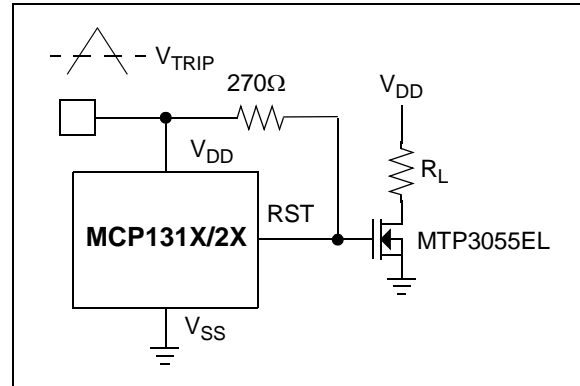 V_TRIP
270Ω
V_DD
V_DD
R_L
RST
MCP131X/2X
MTP3055EL
V_SS